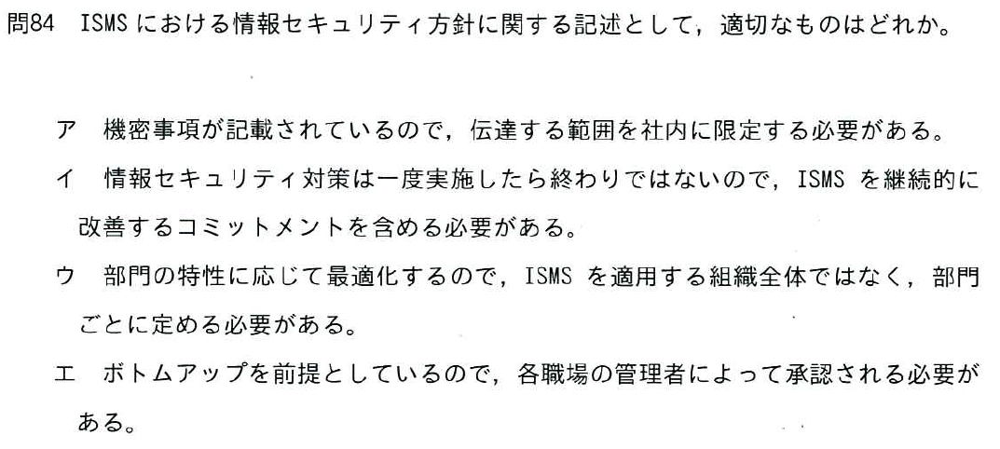 問84 ISMSにおける情報セキュリティ方針に関する記述として，適切なものはどれか。
ア 機密事項が記載されているので，伝達する範囲を社内に限定する必要がある。
イ 情報セキュリティ対策は一度実施したら終わりではないので，ISMS を継続的に
改善するコミットメントを含める必要がある。
ウ 部門の特性に応じて最適化するので，ISMS を適用する組織全体ではなく，部門
ごとに定める必要がある。
エ ボトムアップを前提としているので，各職場の管理者によって承認される必要が
ある。